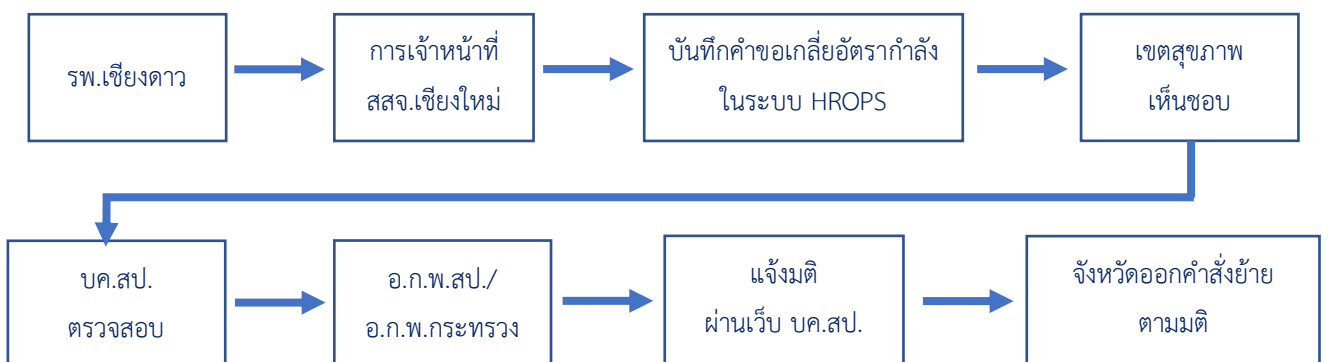 รพ.เชียงดาว
การเจ้าหน้าที่
สสจ.เชียงใหม่
บันทึกคำขอเกลี่ยอัตรากำลัง
ในระบบ HROPS
เขตสุขภาพ
เห็นชอบ
บค.สป.
ตรวจสอบ
อ.ก.พ.สป./
อ.ก.พ.กระทรวง
แจ้งมติ
ผ่านเว็บ บค.สป.
จังหวัดออกคำสั่งย้าย
ตามมติ